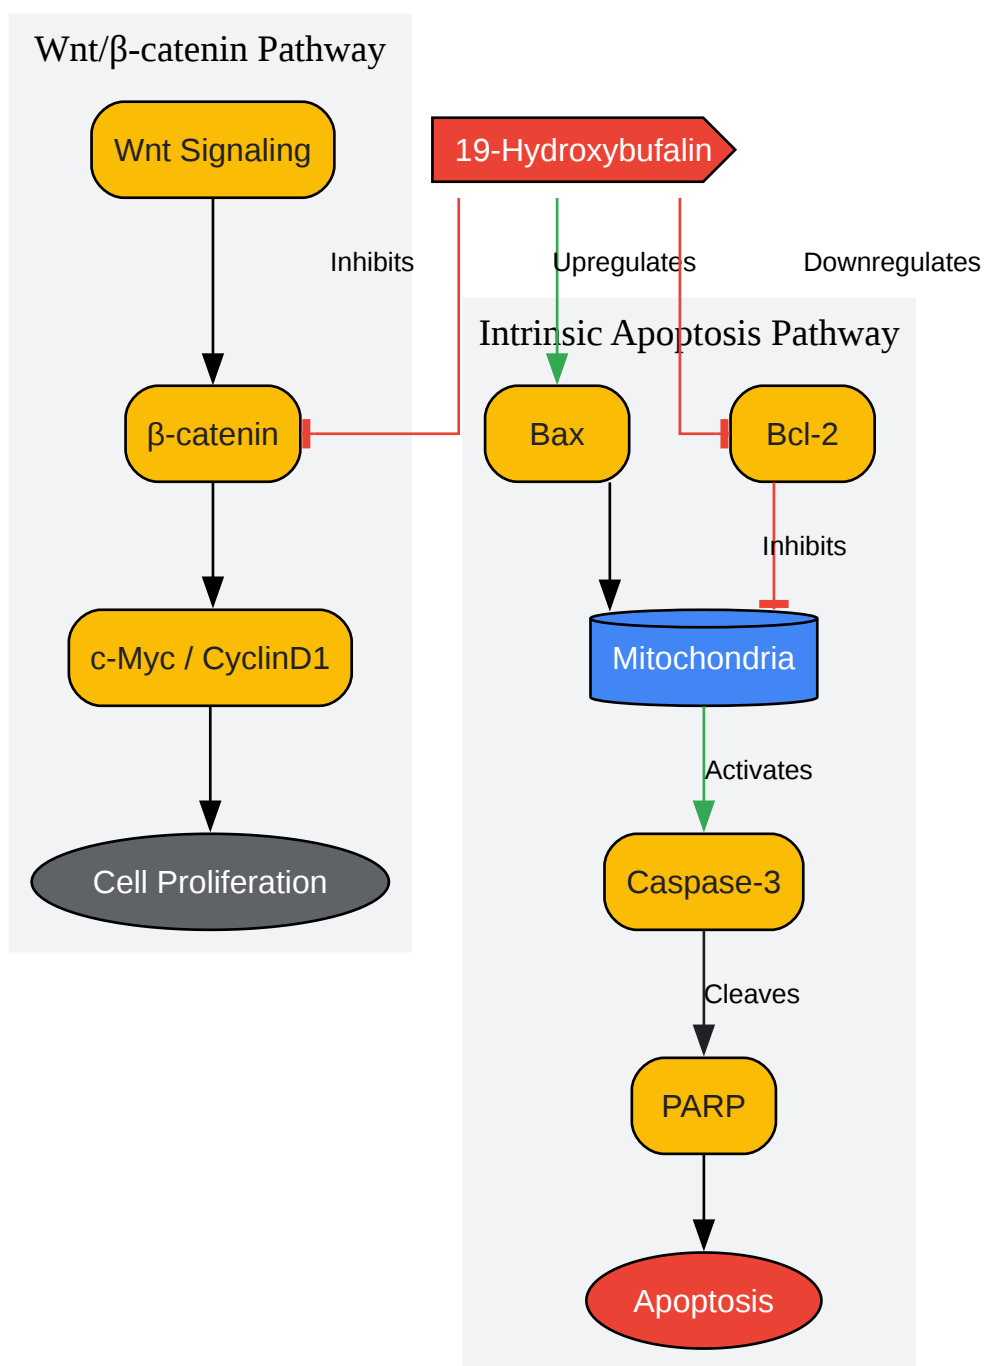 Wnt/β-catenin Pathway
Wnt Signaling
19-Hydroxybufalin
Inhibits
Upregulates
Downregulates
Intrinsic Apoptosis Pathway
β-catenin
Bax
Bcl-2
Inhibits
c-Myc / CyclinD1
Mitochondria
Activates
Cell Proliferation
Caspase-3
Cleaves
PARP
Apoptosis